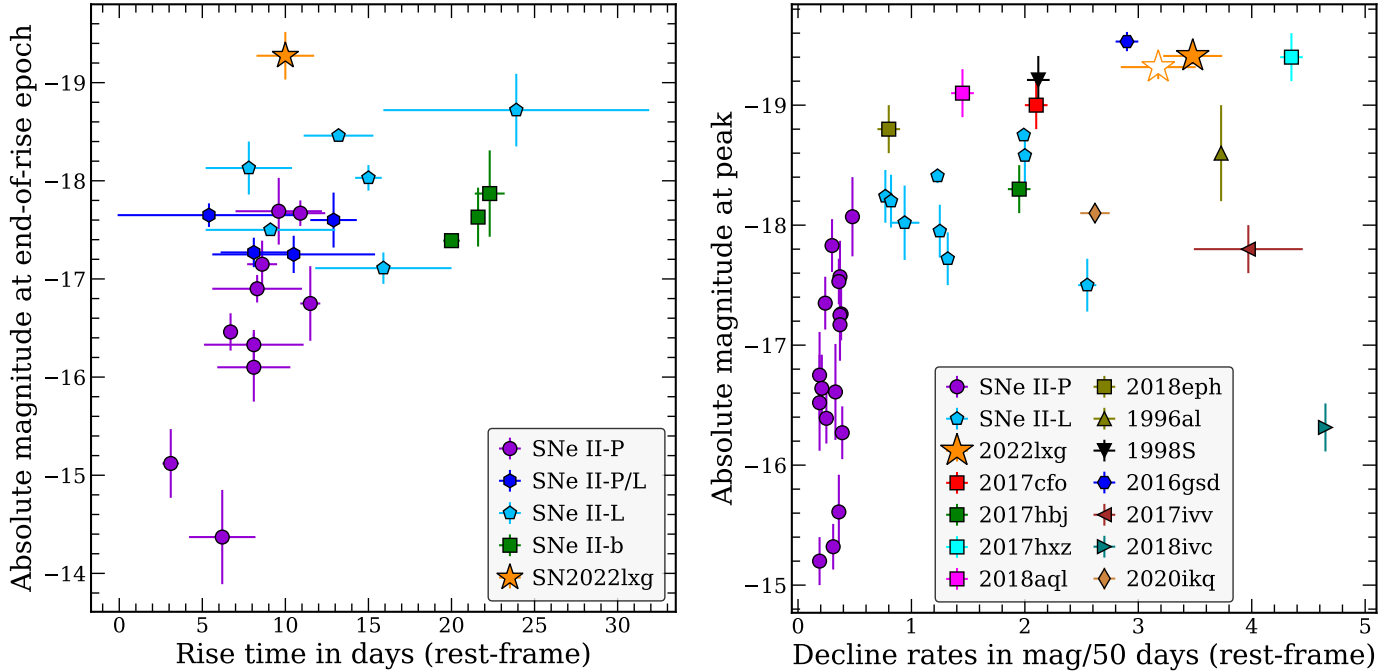 Absolute magnitude at end-of-rise epoch
−19
−18
−17
−16
−15
−14
0
5
10
15
20
25
30
Rise time in days (rest-frame)
SNe II-P
SNe II-P/L
SNe II-L
SNe II-b
SN2022lxg
Absolute magnitude at peak
−19
−18
−17
−16
−15
0
1
2
3
4
5
Decline rates in mag/50 days (rest-frame)
SNe II-P
SNe II-L
2022lxg
2017cfo
2017hbj
2017hxz
2018aql
2018eph
1996al
1998S
2016gsd
2017ivv
2018ivc
2020ikq